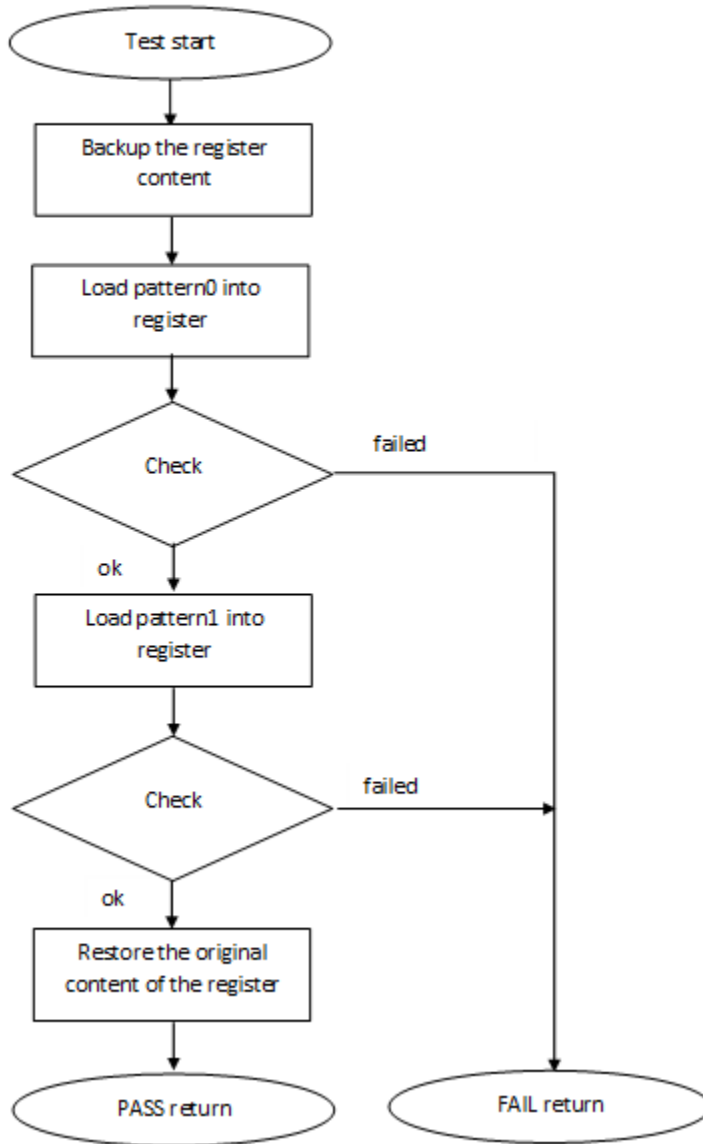 Test start
Backup the register
content
Load pattern0 into
register
Check
failed
ok
Load pattern1 into
register
Check
failed
ok
Restore the original
content of the register
PASS return
FAIL return